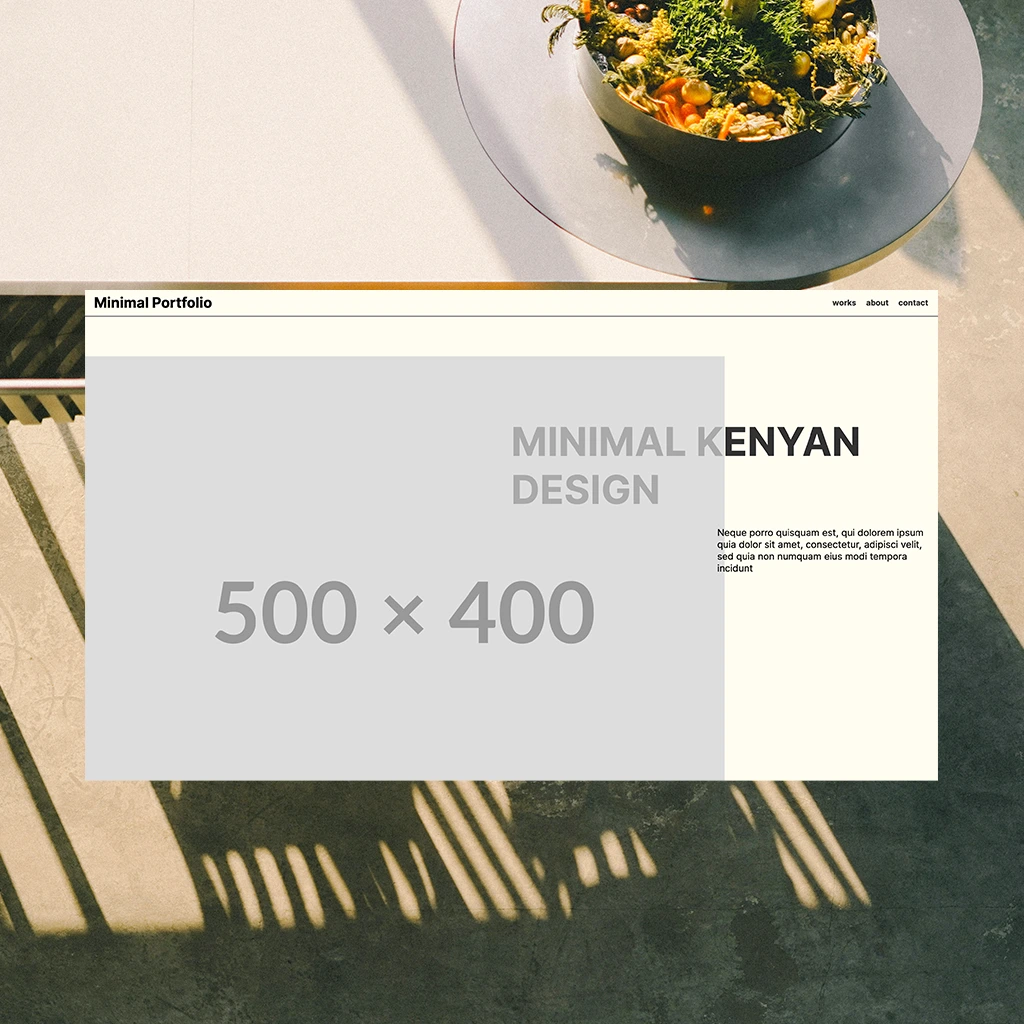 Minimal Portfolio
works about contact
MINIMAL KENYAN
DESIGN
Neque porro quisquam est, qui dolorem ipsum
quia dolor sit amet, consectetur, adipisci velit,
sed quia non numquam eius modi tempora
incidunt
500 × 400